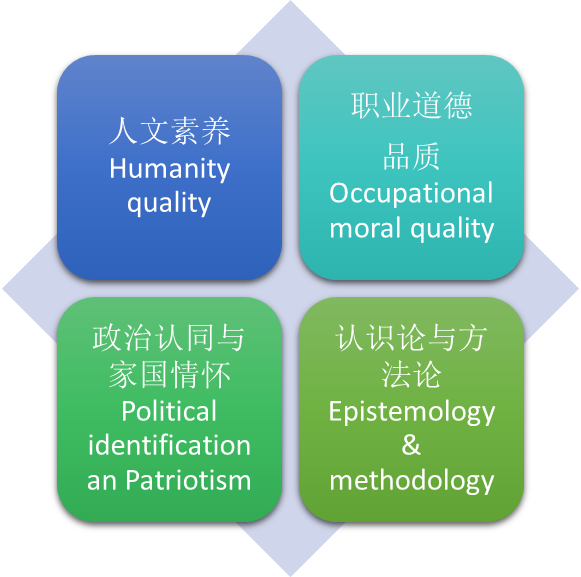 人文素养
Humanity
quality
职业道德
品质
Occupational
moral quality
政治认同与
家国情怀
Political
identification
an Patriotism
认识论与方
法论
Epistemology
&
methodology